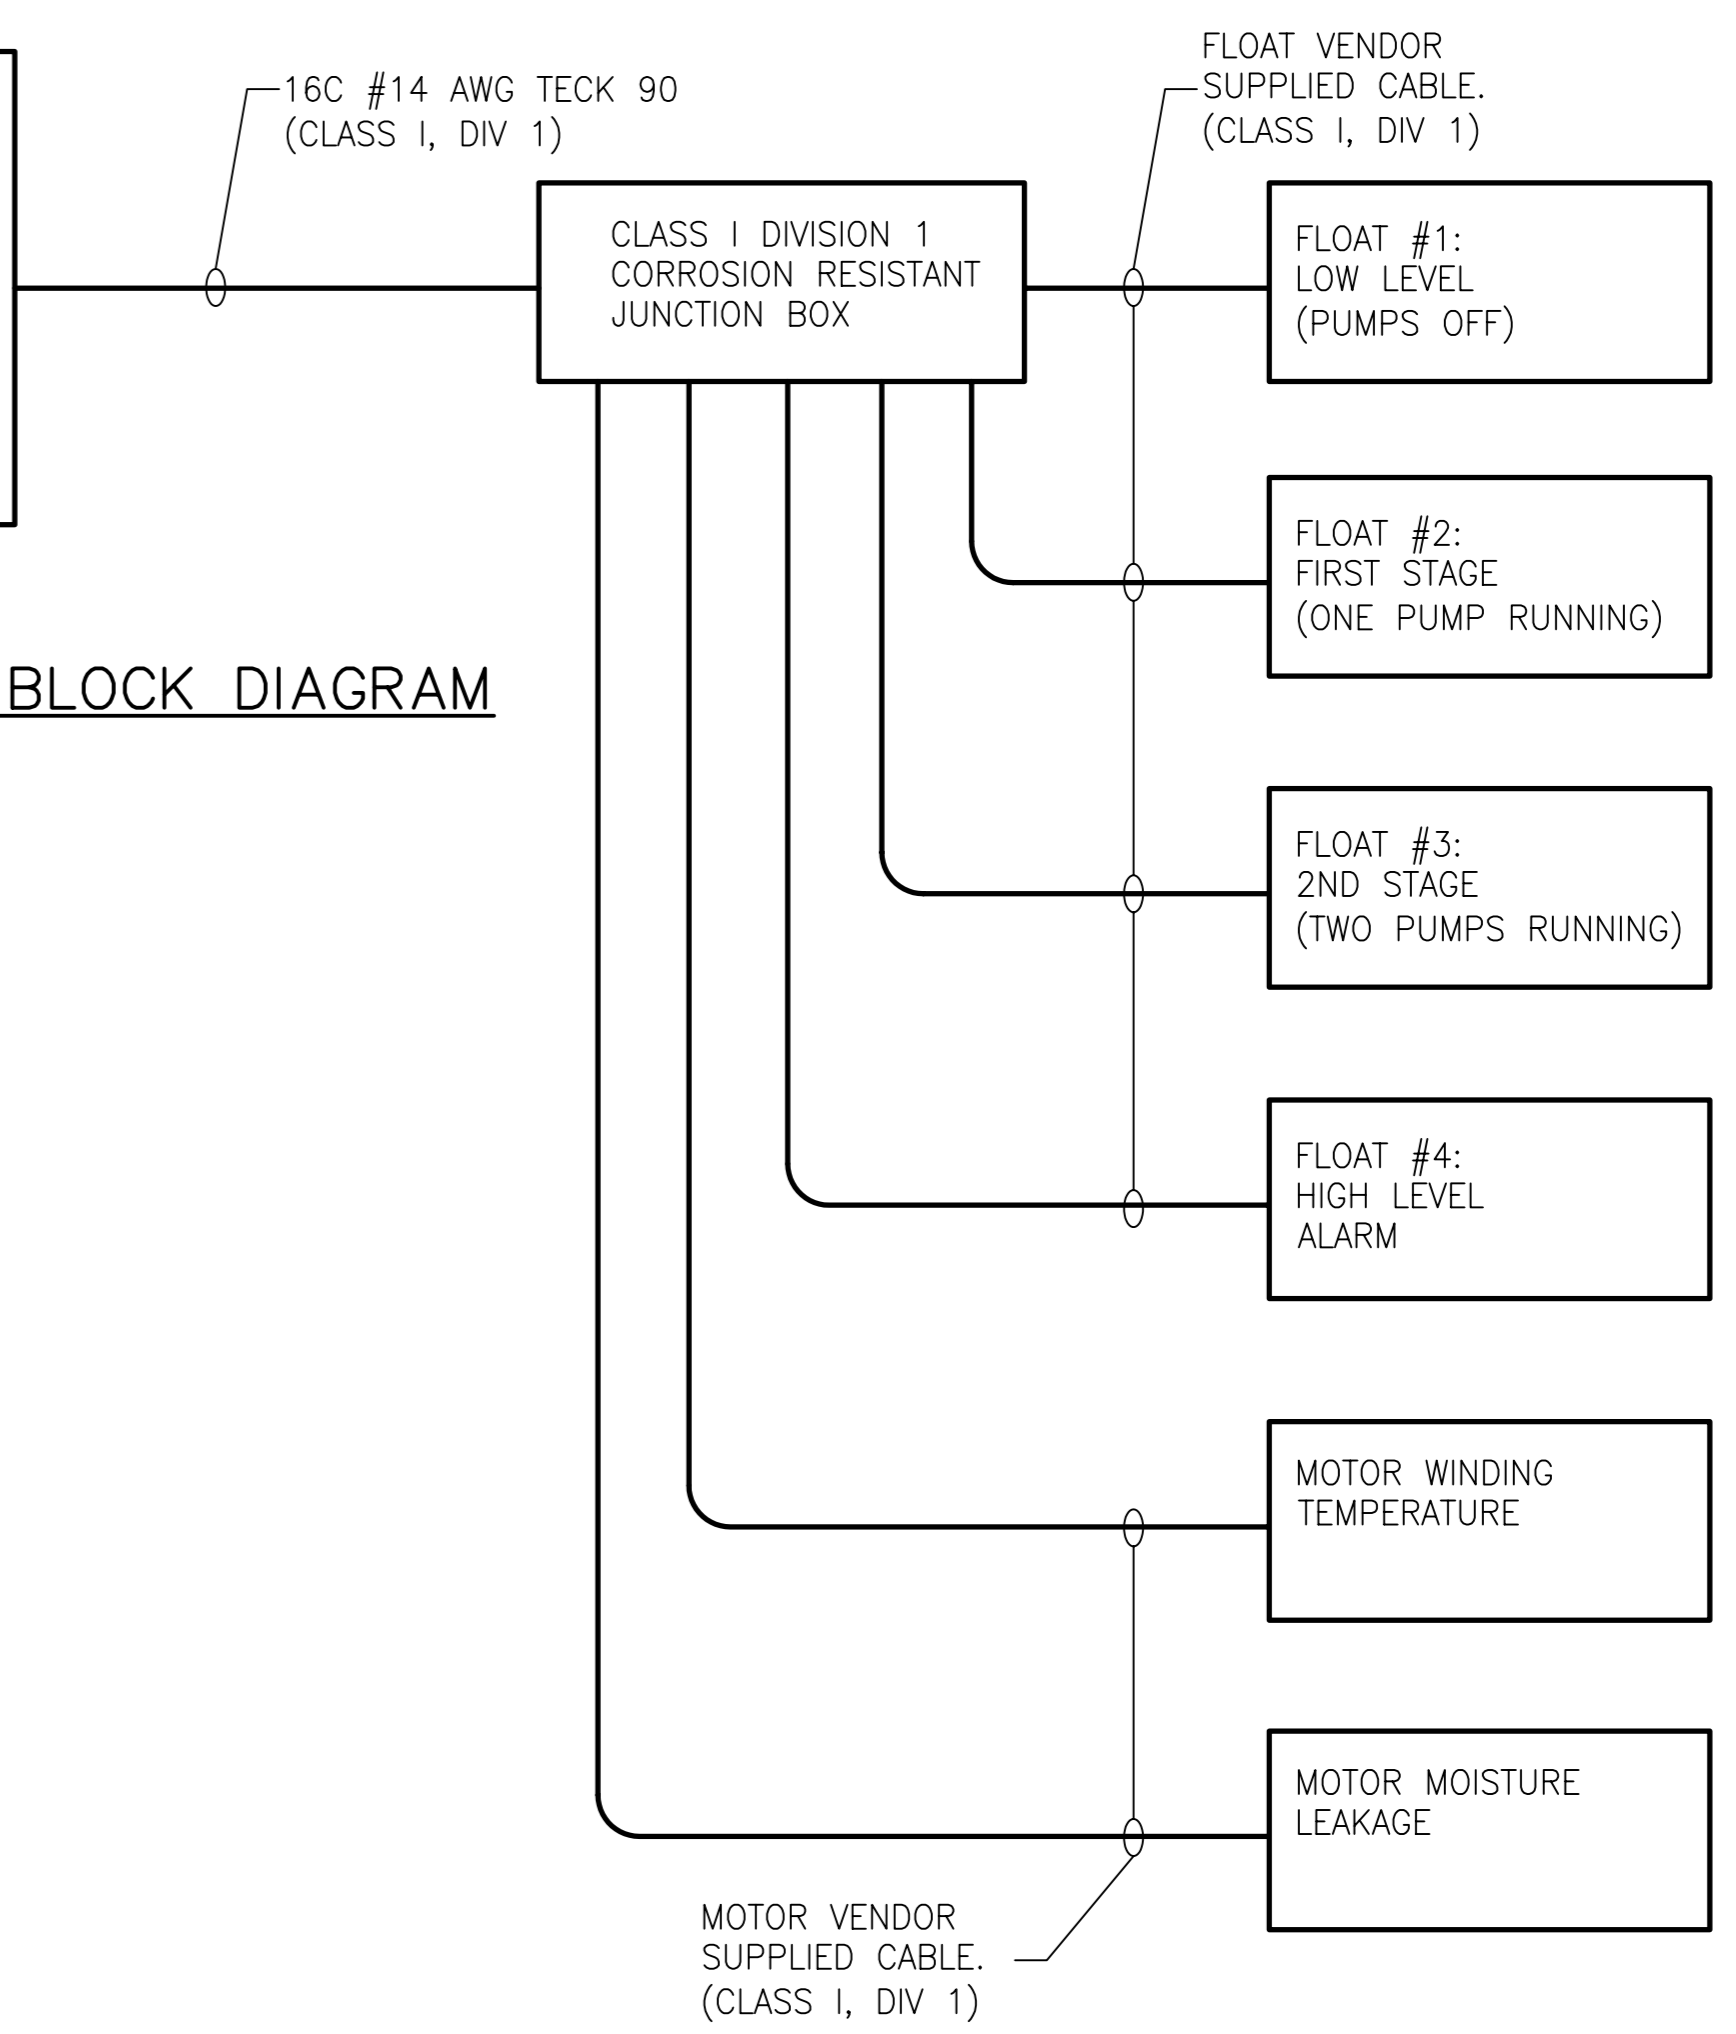 16C #14 AWG TECK 90
(CLASS I, DIV 1)
FLOAT VENDOR
SUPPLIED CABLE.
(CLASS I, DIV 1)
CLASS I DIVISION 1
CORROSION RESISTANT
JUNCTION BOX
FLOAT #1:
LOW LEVEL
(PUMPS OFF)
FLOAT #2:
FIRST STAGE
(ONE PUMP RUNNING)
BLOCK DIAGRAM
FLOAT #3:
2ND STAGE
(TWO PUMPS RUNNING)
FLOAT #4:
HIGH LEVEL
ALARM
MOTOR WINDING
TEMPERATURE
MOTOR MOISTURE
LEAKAGE
MOTOR VENDOR
SUPPLIED CABLE.
(CLASS I, DIV 1)